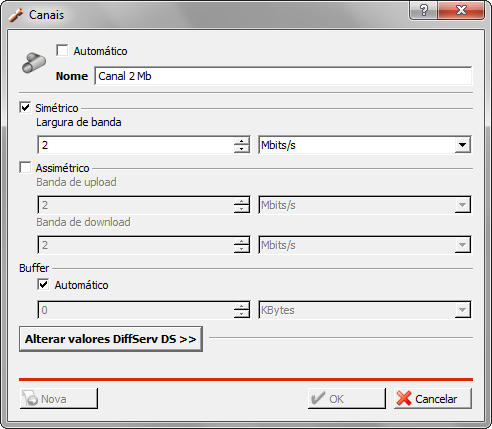 Canais
?
Automático
Nome Canal 2 Mb
Simétrico
Largura de banda
2 Mbits/s
Assimétrico
Banda de upload
2 Mbits/s
Banda de download
2 Mbits/s
Buffer
Automático
0 KBytes
Alterar valores DiffServ DS >>
Nova OK Cancelar